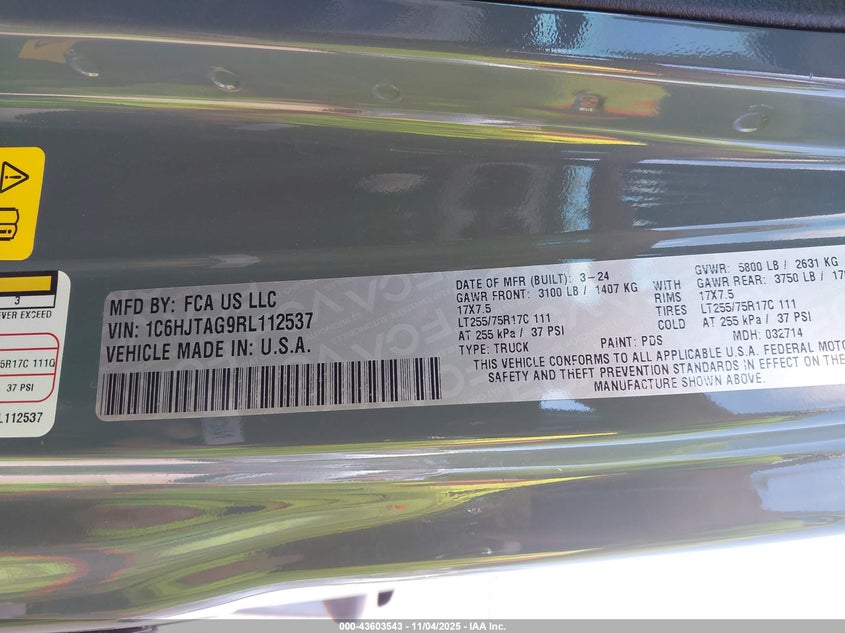 3
EVER EXCEED
75R17C 111Q
37 PSI
L112537
MFD BY: FCA US LLC
VIN: 1C6HJTAG9RL112537
VEHICLE MADE IN: U.S.A.
DATE OF MFR (BUILT): 3-24 GVWR: 5800 LB / 2631 KG
GAWR FRONT: 3100 LB / 1407 KG WITH GAWR REAR: 3750 LB /
17X7.5 RIMS 17X7.5
LT255/75R17C 111 TIRES LT255/75R17C 111
AT 255 kPa / 37 PSI COLD AT 255 kPa / 37 PSI
TYPE: TRUCK PAINT: PDS MDH: 032714
THIS VEHICLE CONFORMS TO ALL APPLICABLE U.S.A. FEDERAL MOTO
SAFETY AND THEFT PREVENTION STANDARDS IN EFFECT ON THE
MANUFACTURE SHOWN ABOVE.
000-43603543 - 11/04/2025 - IAA Inc.